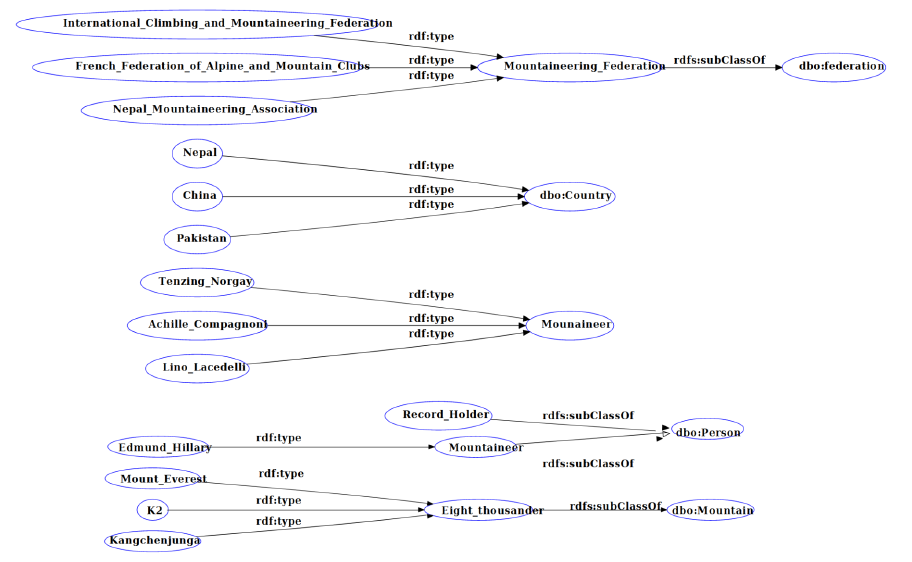 International_Climbing_and_Mountaineering_Federation
rdf:type
French_Federation_of_Alpine_and_Mountain_Clubs
rdf:type
Mountaineering_Federation
rdfs:subClassOf
dbo:federation
rdf:type
Nepal_Mountaineering_Association
Nepal
rdf:type
China
rdf:type
dbo:Country
rdf:type
Pakistan
Tenzing_Norgay
rdf:type
Achille_Compagnoni
rdf:type
Mounaineer
rdf:type
Lino_Lacedelli
Record_Holder
rdfs:subClassOf
dbo:Person
rdf:type
Edmund_Hillary
Mountaineer
rdfs:subClassOf
Mount_Everest
rdf:type
K2
rdf:type
Eight_thousander
rdfs:subClassOf
dbo:Mountain
rdf:type
Kangchenjunga